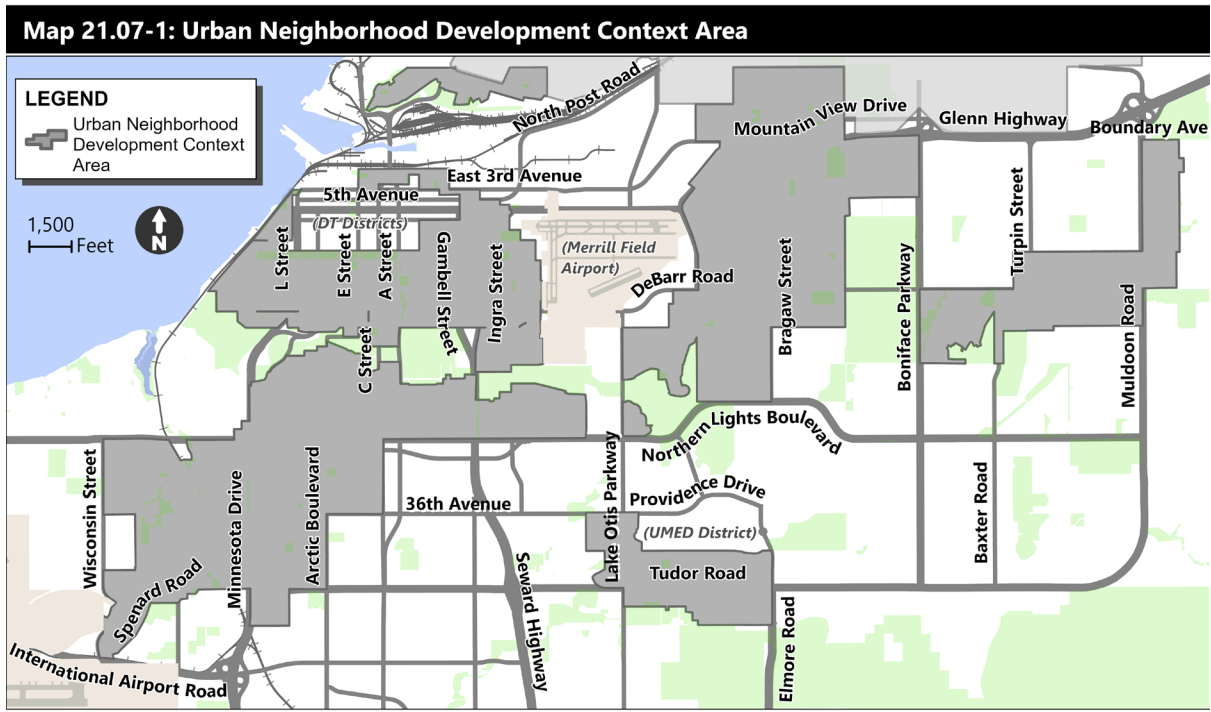 Map 21.07-1: Urban Neighborhood Development Context Area
LEGEND
Urban Neighborhood
Development Context
Area
1,500
Feet
N
North Post Road
Mountain View Drive
Glenn Highway
Boundary Ave
East 3rd Avenue
5th Avenue
(DT Districts)
L Street
E Street
A Street
Gambell Street
Ingra Street
(Merrill Field
Airport)
DeBarr Road
Bragaw Street
Boniface Parkway
Turpin Street
Muldoon Road
C Street
Northern Lights Boulevard
Wisconsin Street
Minnesota Drive
Arctic Boulevard
36th Avenue
Lake Otis Parkway
Providence Drive
(UMED District)
Baxter Road
Spenard Road
Seward Highway
Tudor Road
Elmore Road
International Airport Road